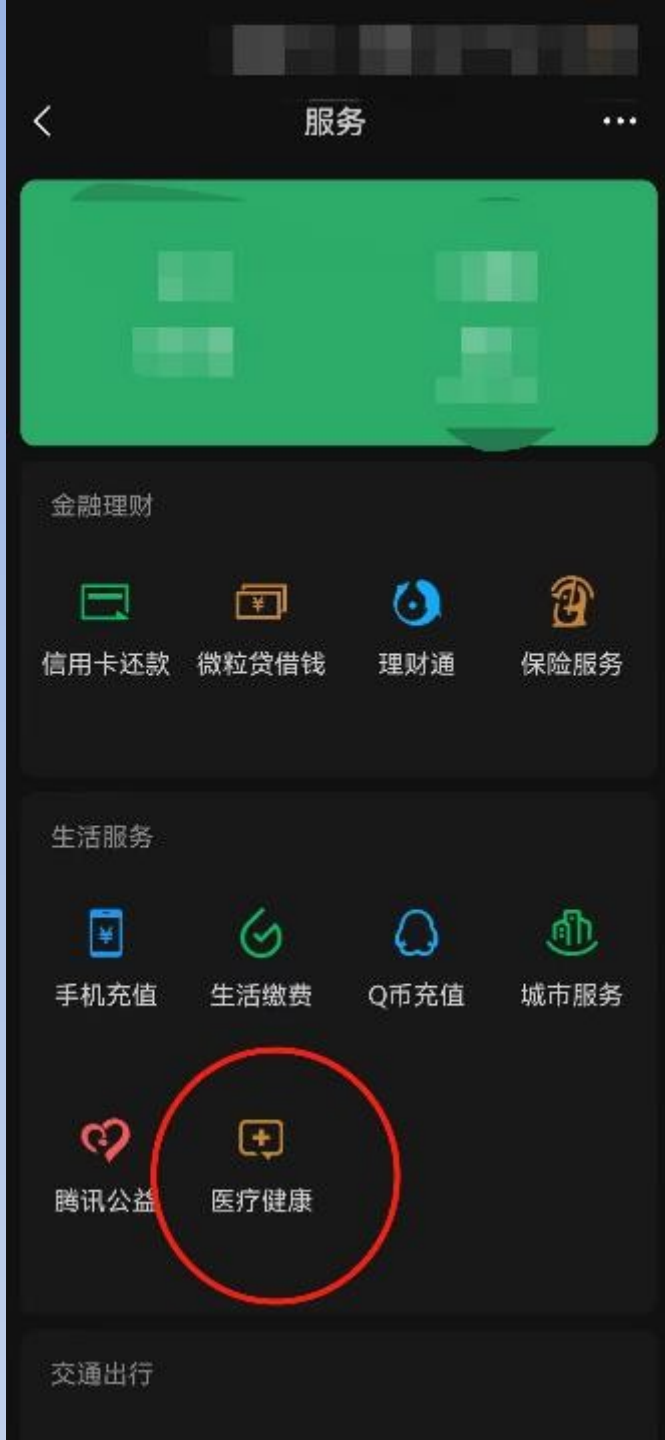 服务
金融理财
信用卡还款 微粒贷借钱 理财通 保险服务
生活服务
手机充值 生活缴费 Q币充值 城市服务
腾讯公益 医疗健康
交通出行